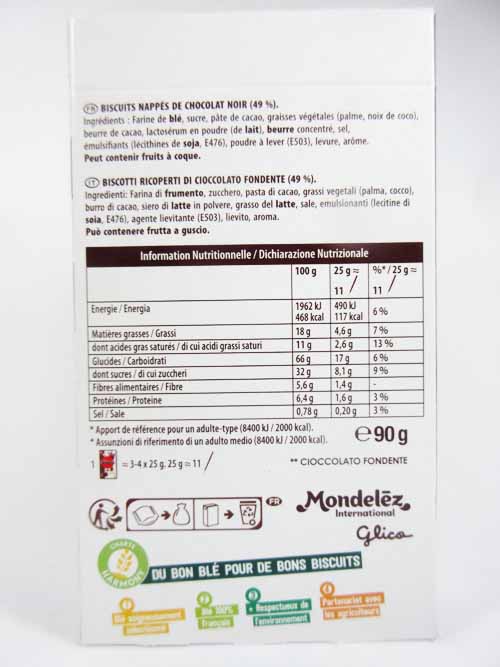 FR BISCUITS NAPPÉS DE CHOCOLAT NOIR (49 %).
Ingrédients : Farine de blé, sucre, pâte de cacao, graisses végétales (palme, noix de coco),
beurre de cacao, lactosérum en poudre (de lait), beurre concentré, sel,
émulsifiants (lécithines de soja, E476), poudre à lever (E503), levure, arôme.
Peut contenir fruits à coque.
IT BISCOTTI RICOPERTI DI CIOCCOLATO FONDENTE (49 %).
Ingredienti: Farina di frumento, zucchero, pasta di cacao, grassi vegetali (palma, cocco),
burro di cacao, siero di latte in polvere, grasso del latte, sale, emulsionanti (lecitine di
soia, E476), agente lievitante (E503), lievito, aroma.
Può contenere frutta a guscio.
Information Nutritionnelle / Dichiarazione Nutrizionale
100 g 25 g ≈ %*/ 25 g ≈
11 11
Energie / Energia 1962 kJ 490 kJ 6 %
468 kcal 117 kcal
Matières grasses / Grassi 18 g 4,6 g 7 %
dont acides gras saturés / di cui acidi grassi saturi 11 g 2,6 g 13 %
Glucides / Carboidrati 66 g 17 g 6 %
dont sucres / di cui zuccheri 32 g 8,1 g 9 %
Fibres alimentaires / Fibre 5,6 g 1,4 g -
Protéines / Proteine 6,4 g 1,6 g 3 %
Sel / Sale 0,78 g 0,20 g 3 %
* Apport de référence pour un adulte-type (8400 kJ / 2000 kcal).
* Assunzioni di riferimento di un adulto medio (8400 kJ / 2000 kcal).
℮ 90 g
1 = 3-4 x 25 g. 25 g ≈ 11
** CIOCCOLATO FONDENTE
FR
Mondelēz
International
Glico
CHARTE
HARMONY
DU BON BLÉ POUR DE BONS BISCUITS
1 2 3 4
Blé soigneusement
sélectionné
Blé 100%
français
+ Respectueux de
l'environnement
Partenariat avec
les agriculteurs